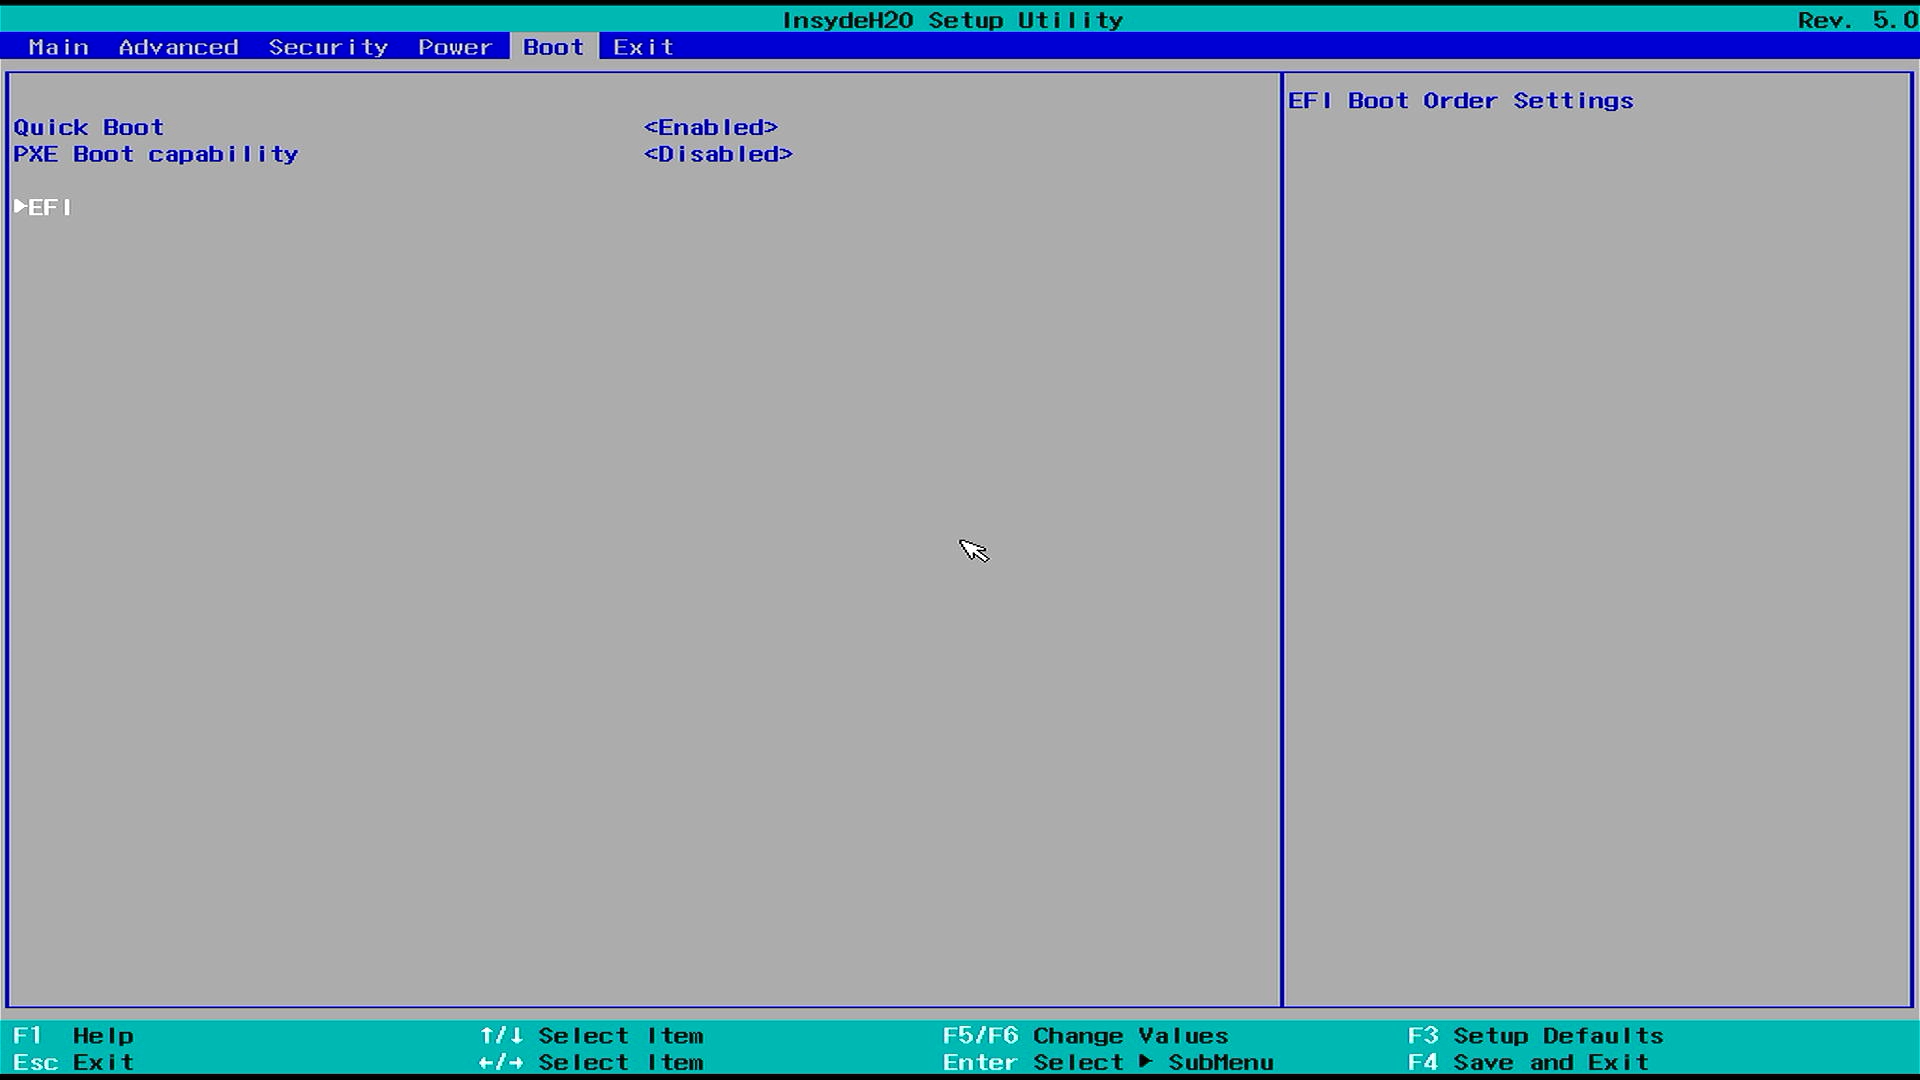 InsydeH20 Setup Utility Rev. 5.0
Main Advanced Security Power Boot Exit
EFI Boot Order Settings
Quick Boot <Enabled>
PXE Boot capability <Disabled>
►EFI
F1 Help ↑/↓ Select Item F5/F6 Change Values F3 Setup Defaults
Esc Exit ←/→ Select Item Enter Select ► SubMenu F4 Save and Exit